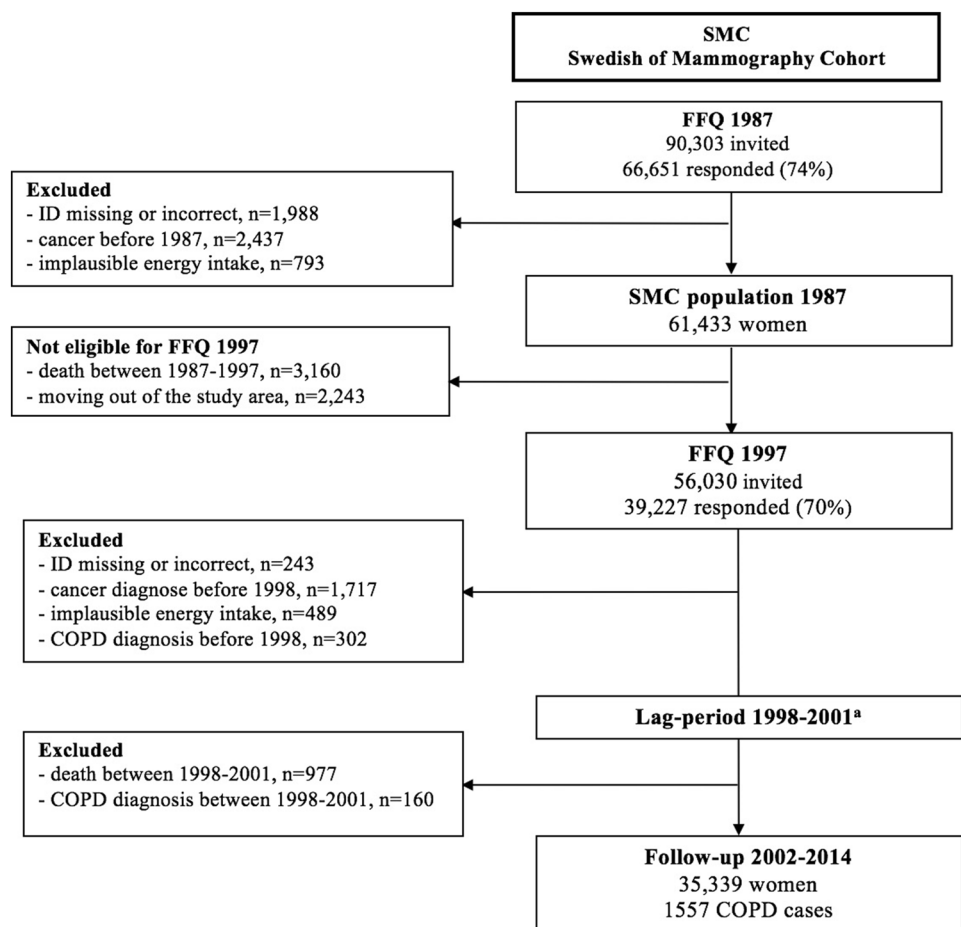 SMC
Swedish of Mammography Cohort
FFQ 1987
90,303 invited
66,651 responded (74%)
Excluded
- ID missing or incorrect, n=1,988
- cancer before 1987, n=2,437
- implausible energy intake, n=793
SMC population 1987
61,433 women
Not eligible for FFQ 1997
- death between 1987-1997, n=3,160
- moving out of the study area, n=2,243
FFQ 1997
56,030 invited
39,227 responded (70%)
Excluded
- ID missing or incorrect, n=243
- cancer diagnose before 1998, n=1,717
- implausible energy intake, n=489
- COPD diagnosis before 1998, n=302
Lag-period 1998-2001ª
Excluded
- death between 1998-2001, n=977
- COPD diagnosis between 1998-2001, n=160
Follow-up 2002-2014
35,339 women
1557 COPD cases